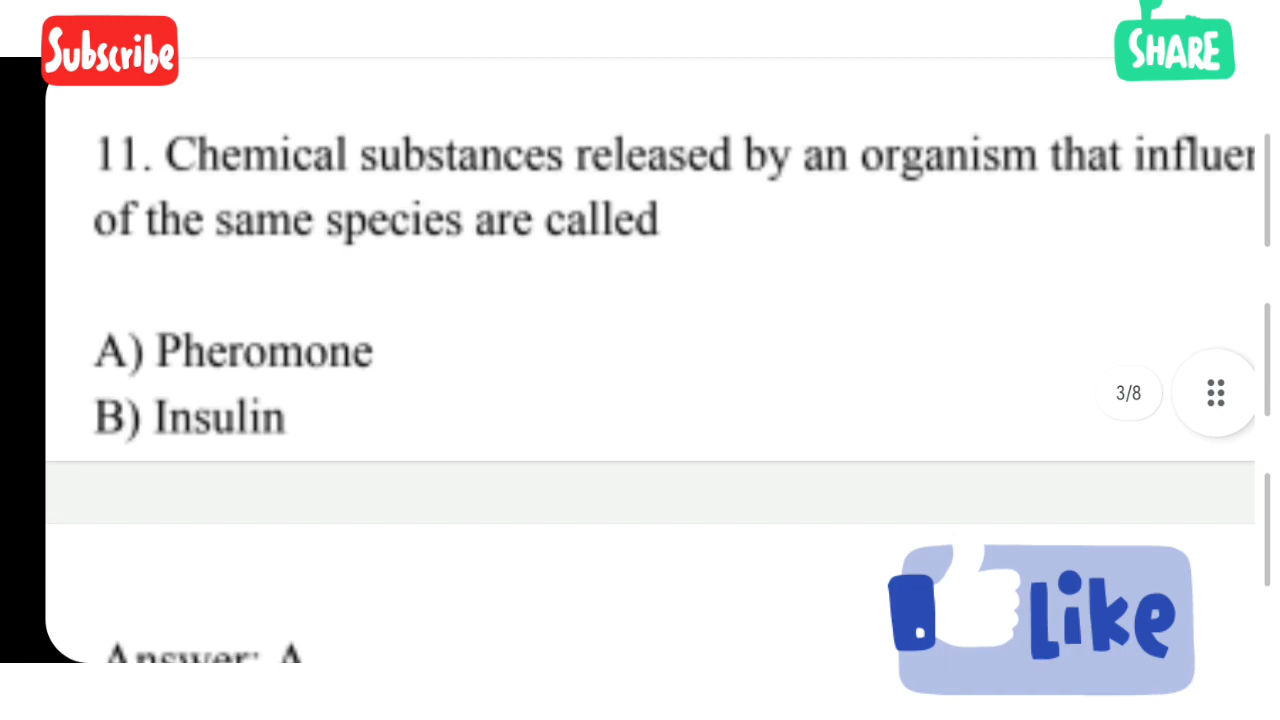 Subscribe
SHARE
11. Chemical substances released by an organism that
of the same species are called
A) Pheromone
B) Insulin
3/8
Like
Answer: A